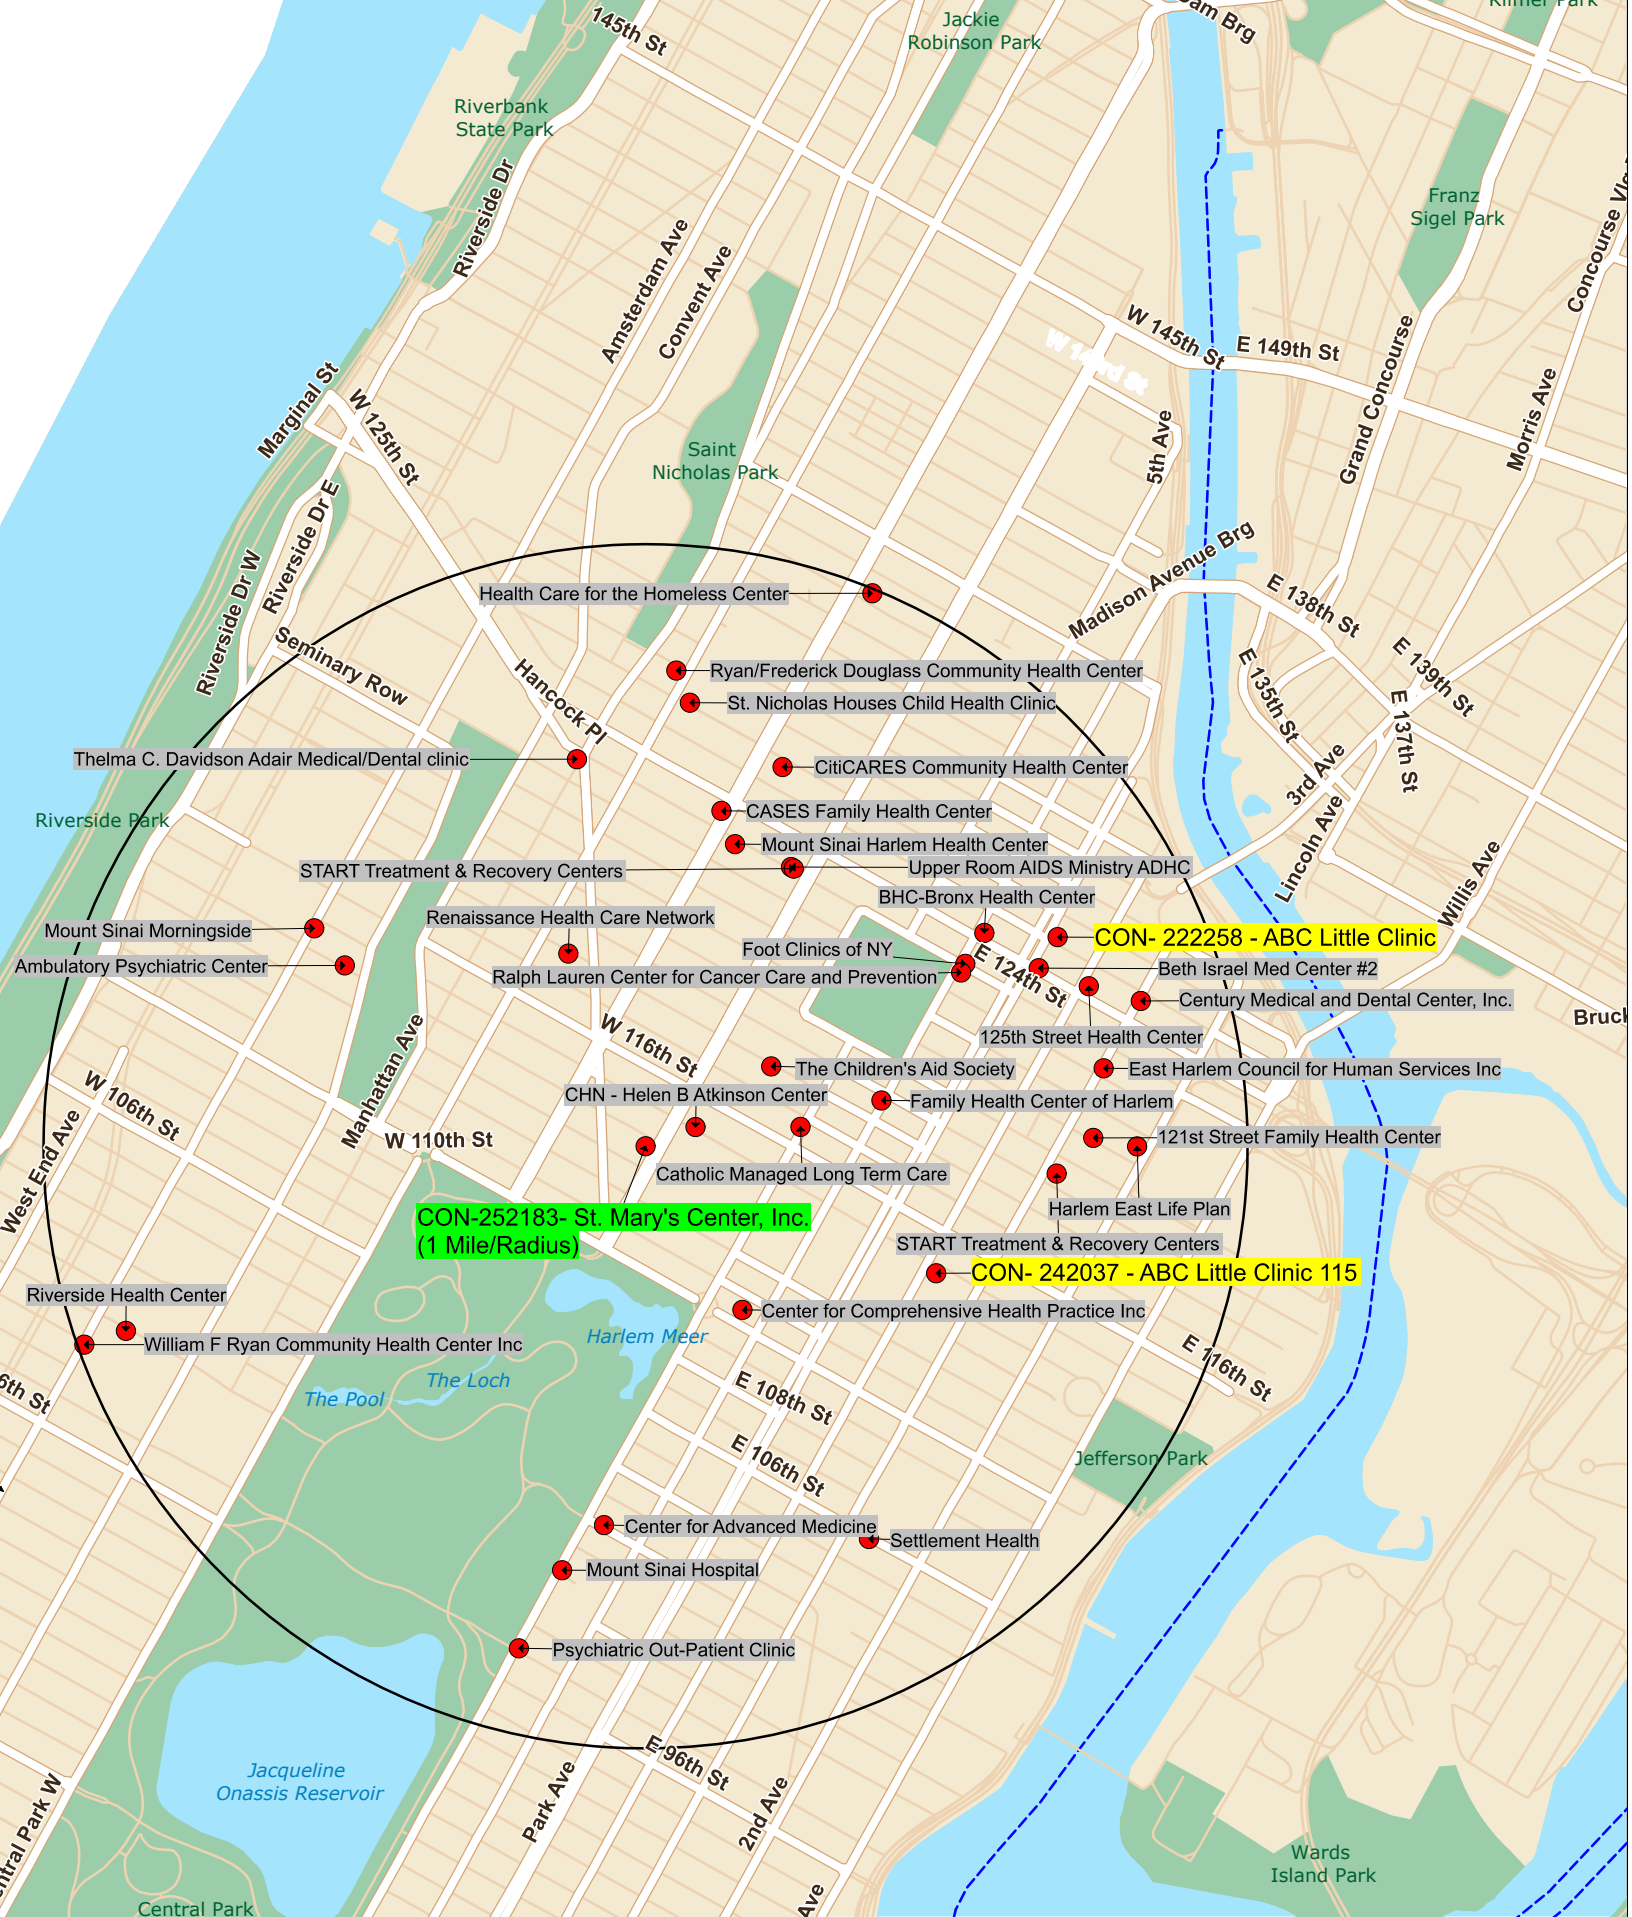 145th St
Jackie
Robinson Park
Riverbank
State Park
Riverside Dr
Franz
Sigel Park
Amsterdam Ave
Convent Ave
W 145th St
E 149th St
W 143rd St
Grand Concourse
Morris Ave
Marginal St
W 125th St
Saint
Nicholas Park
5th Ave
Riverside Dr E
Riverside Dr W
Madison Avenue Brg
E 138th St
Health Care for the Homeless Center
Seminary Row
E 139th St
E 135th St
E 137th St
Hancock Pl
Ryan/Frederick Douglass Community Health Center
St. Nicholas Houses Child Health Clinic
Thelma C. Davidson Adair Medical/Dental clinic
CitiCARES Community Health Center
3rd Ave
Lincoln Ave
Riverside Park
CASES Family Health Center
Mount Sinai Harlem Health Center
START Treatment & Recovery Centers
Upper Room AIDS Ministry ADHC
Willis Ave
BHC-Bronx Health Center
Renaissance Health Care Network
Mount Sinai Morningside
CON- 222258 - ABC Little Clinic
Foot Clinics of NY
Ambulatory Psychiatric Center
Ralph Lauren Center for Cancer Care and Prevention
E 124th St
Beth Israel Med Center #2
Century Medical and Dental Center, Inc.
Bruck
125th Street Health Center
W 116th St
Manhattan Ave
The Children's Aid Society
East Harlem Council for Human Services Inc
CHN - Helen B Atkinson Center
Family Health Center of Harlem
W 106th St
W 110th St
121st Street Family Health Center
West End Ave
Catholic Managed Long Term Care
Harlem East Life Plan
CON-252183- St. Mary's Center, Inc.
(1 Mile/Radius)
START Treatment & Recovery Centers
CON- 242037 - ABC Little Clinic 115
Riverside Health Center
Center for Comprehensive Health Practice Inc
William F Ryan Community Health Center Inc
Harlem Meer
E 116th St
The Loch
The Pool
E 108th St
6th St
E 106th St
Jefferson Park
Center for Advanced Medicine
Settlement Health
Mount Sinai Hospital
Psychiatric Out-Patient Clinic
Jacqueline
Onassis Reservoir
E 96th St
Park Ave
2nd Ave
Wards
Island Park
Central Park
Ave